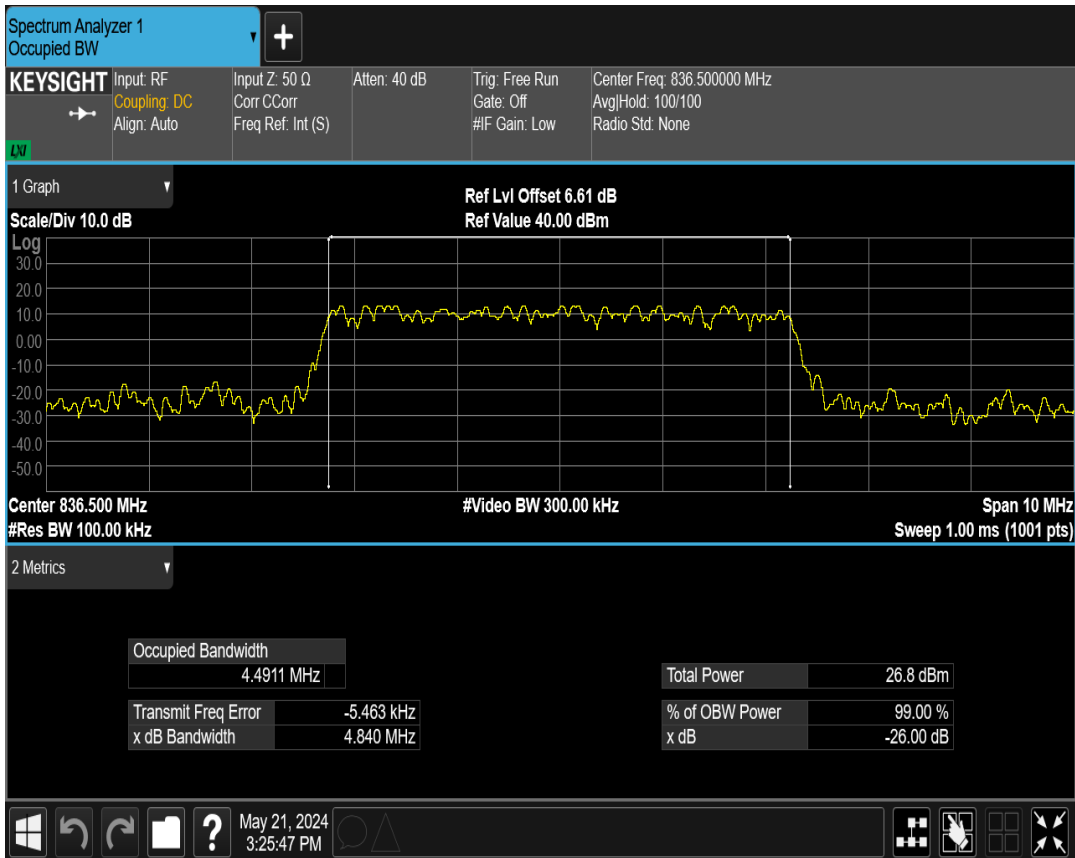 Spectrum Analyzer 1
Occupied BW
+
KEYSIGHT
LXI
Input: RF
Coupling: DC
Align: Auto
Input Z: 50 Ω
Corr CCorr
Freq Ref: Int (S)
Atten: 40 dB
Trig: Free Run
Gate: Off
#IF Gain: Low
Center Freq: 836.500000 MHz
Avg|Hold: 100/100
Radio Std: None
1 Graph
Ref Lvl Offset 6.61 dB
Scale/Div 10.0 dB
Ref Value 40.00 dBm
Log
30.0
20.0
10.0
0.00
-10.0
-20.0
-30.0
-40.0
-50.0
Center 836.500 MHz
#Video BW 300.00 kHz
Span 10 MHz
#Res BW 100.00 kHz
Sweep 1.00 ms (1001 pts)
2 Metrics
Occupied Bandwidth
4.4911 MHz
Transmit Freq Error -5.463 kHz
x dB Bandwidth 4.840 MHz
Total Power 26.8 dBm
% of OBW Power 99.00 %
x dB -26.00 dB
?
May 21, 2024
3:25:47 PM